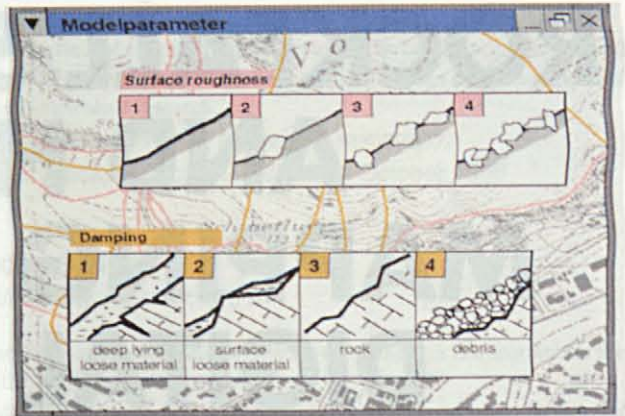 Modelparameter
Vo
Surface roughness
1 2 3 4
Damping
1 2 3 4
deep lying
loose material
surface
loose material
rock
debris